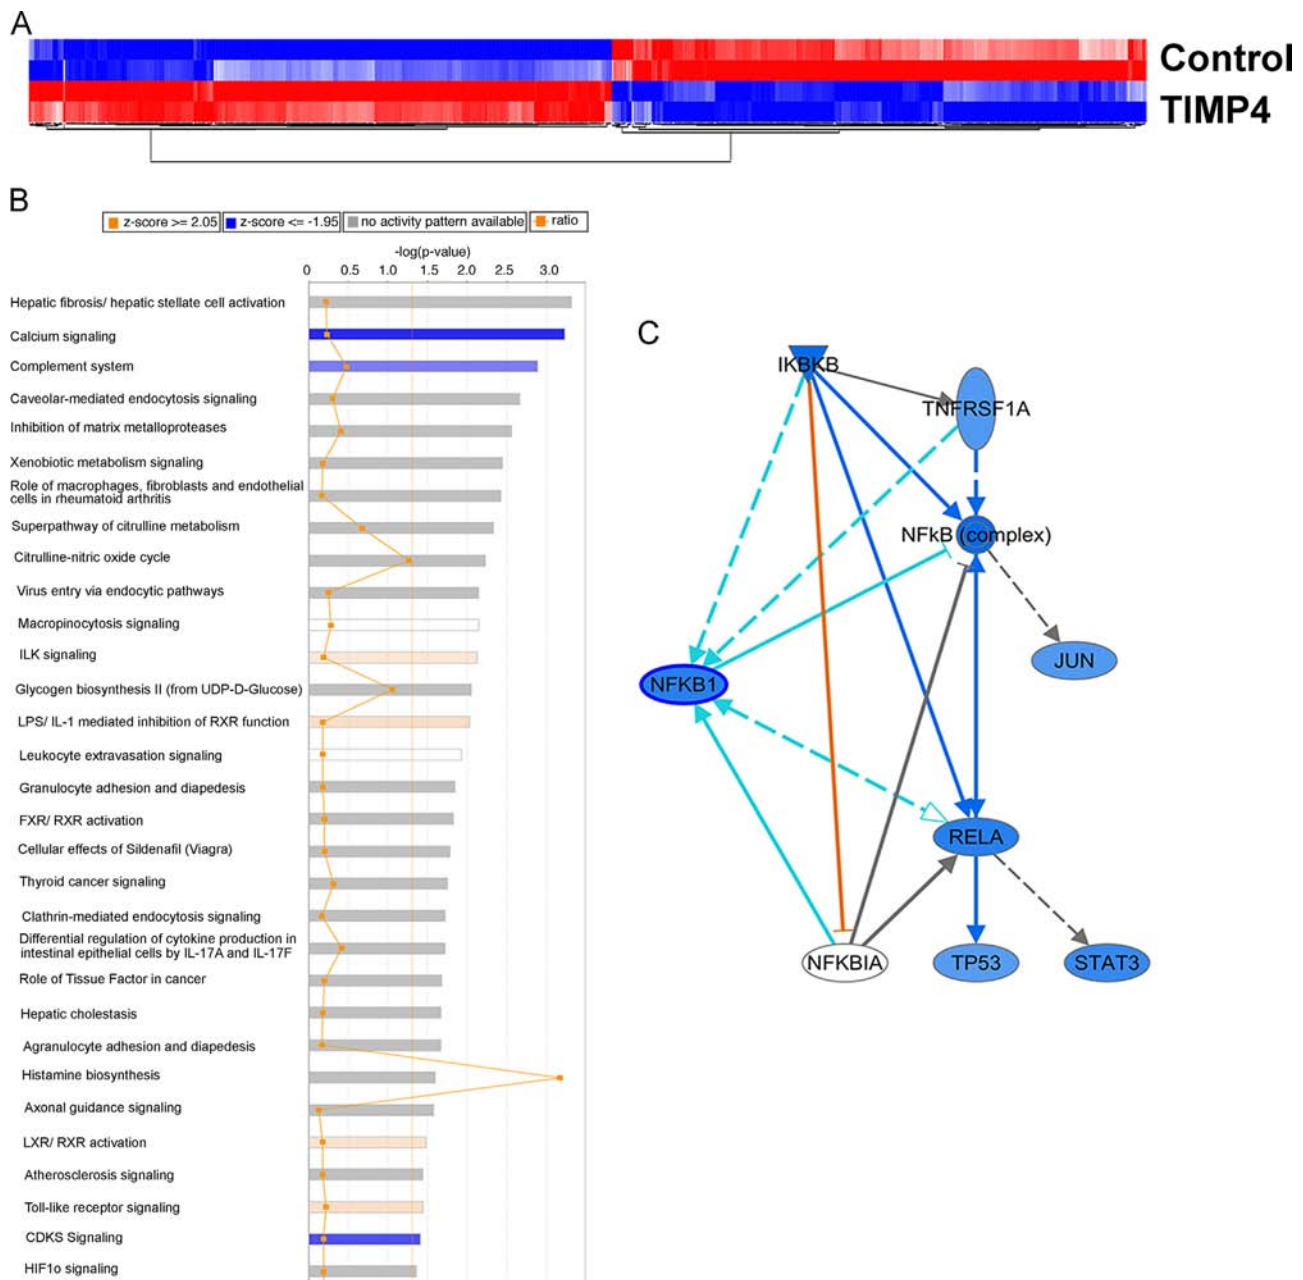 A
Control
TIMP4
B
z-score >= 2.05
z-score <= -1.95
no activity pattern available
ratio
-log(p-value)
0 0.5 1.0 1.5 2.0 2.5 3.0
Hepatic fibrosis/ hepatic stellate cell activation
Calcium signaling
Complement system
Caveolar-mediated endocytosis signaling
Inhibition of matrix metalloproteases
Xenobiotic metabolism signaling
Role of macrophages, fibroblasts and endothelial
cells in rheumatoid arthritis
Superpathway of citrulline metabolism
Citrulline-nitric oxide cycle
Virus entry via endocytic pathways
Macropinocytosis signaling
ILK signaling
Glycogen biosynthesis II (from UDP-D-Glucose)
LPS/ IL-1 mediated inhibition of RXR function
Leukocyte extravasation signaling
Granulocyte adhesion and diapedesis
FXR/ RXR activation
Cellular effects of Sildenafil (Viagra)
Thyroid cancer signaling
Clathrin-mediated endocytosis signaling
Differential regulation of cytokine production in
intestinal epithelial cells by IL-17A and IL-17F
Role of Tissue Factor in cancer
Hepatic cholestasis
Agranulocyte adhesion and diapedesis
Histamine biosynthesis
Axonal guidance signaling
LXR/ RXR activation
Atherosclerosis signaling
Toll-like receptor signaling
CDKS Signaling
HIF1o signaling
C
IKBKB
TNFRSF1A
NFkB (complex)
JUN
NFKB1
RELA
NFKBIA
TP53
STAT3